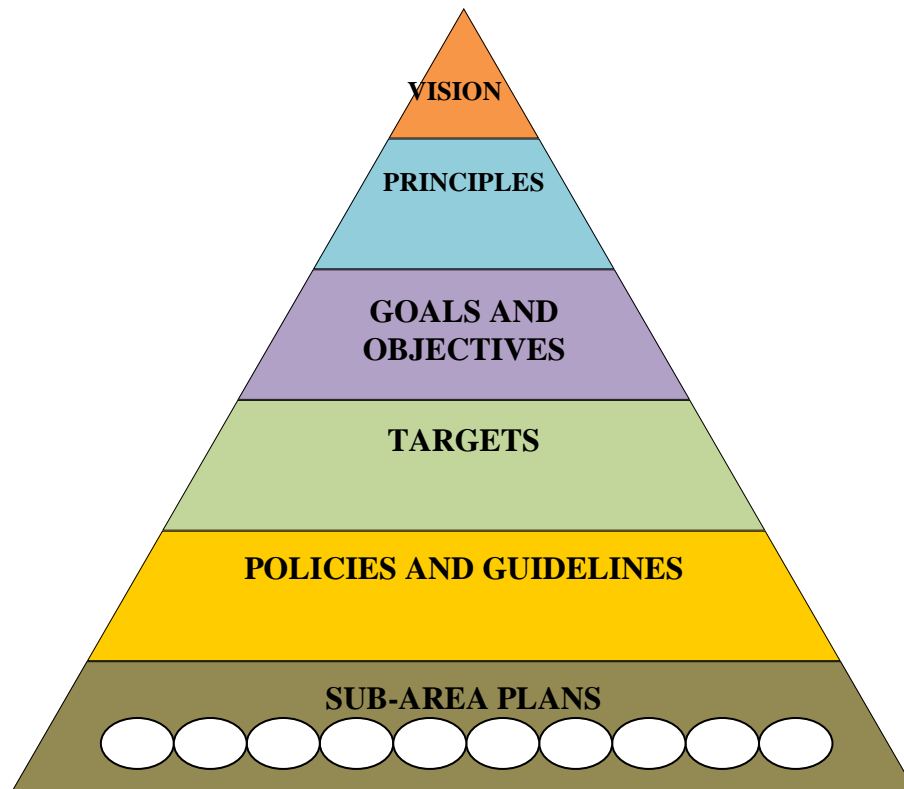 VISION
PRINCIPLES
GOALS AND
OBJECTIVES
TARGETS
POLICIES AND GUIDELINES
SUB-AREA PLANS